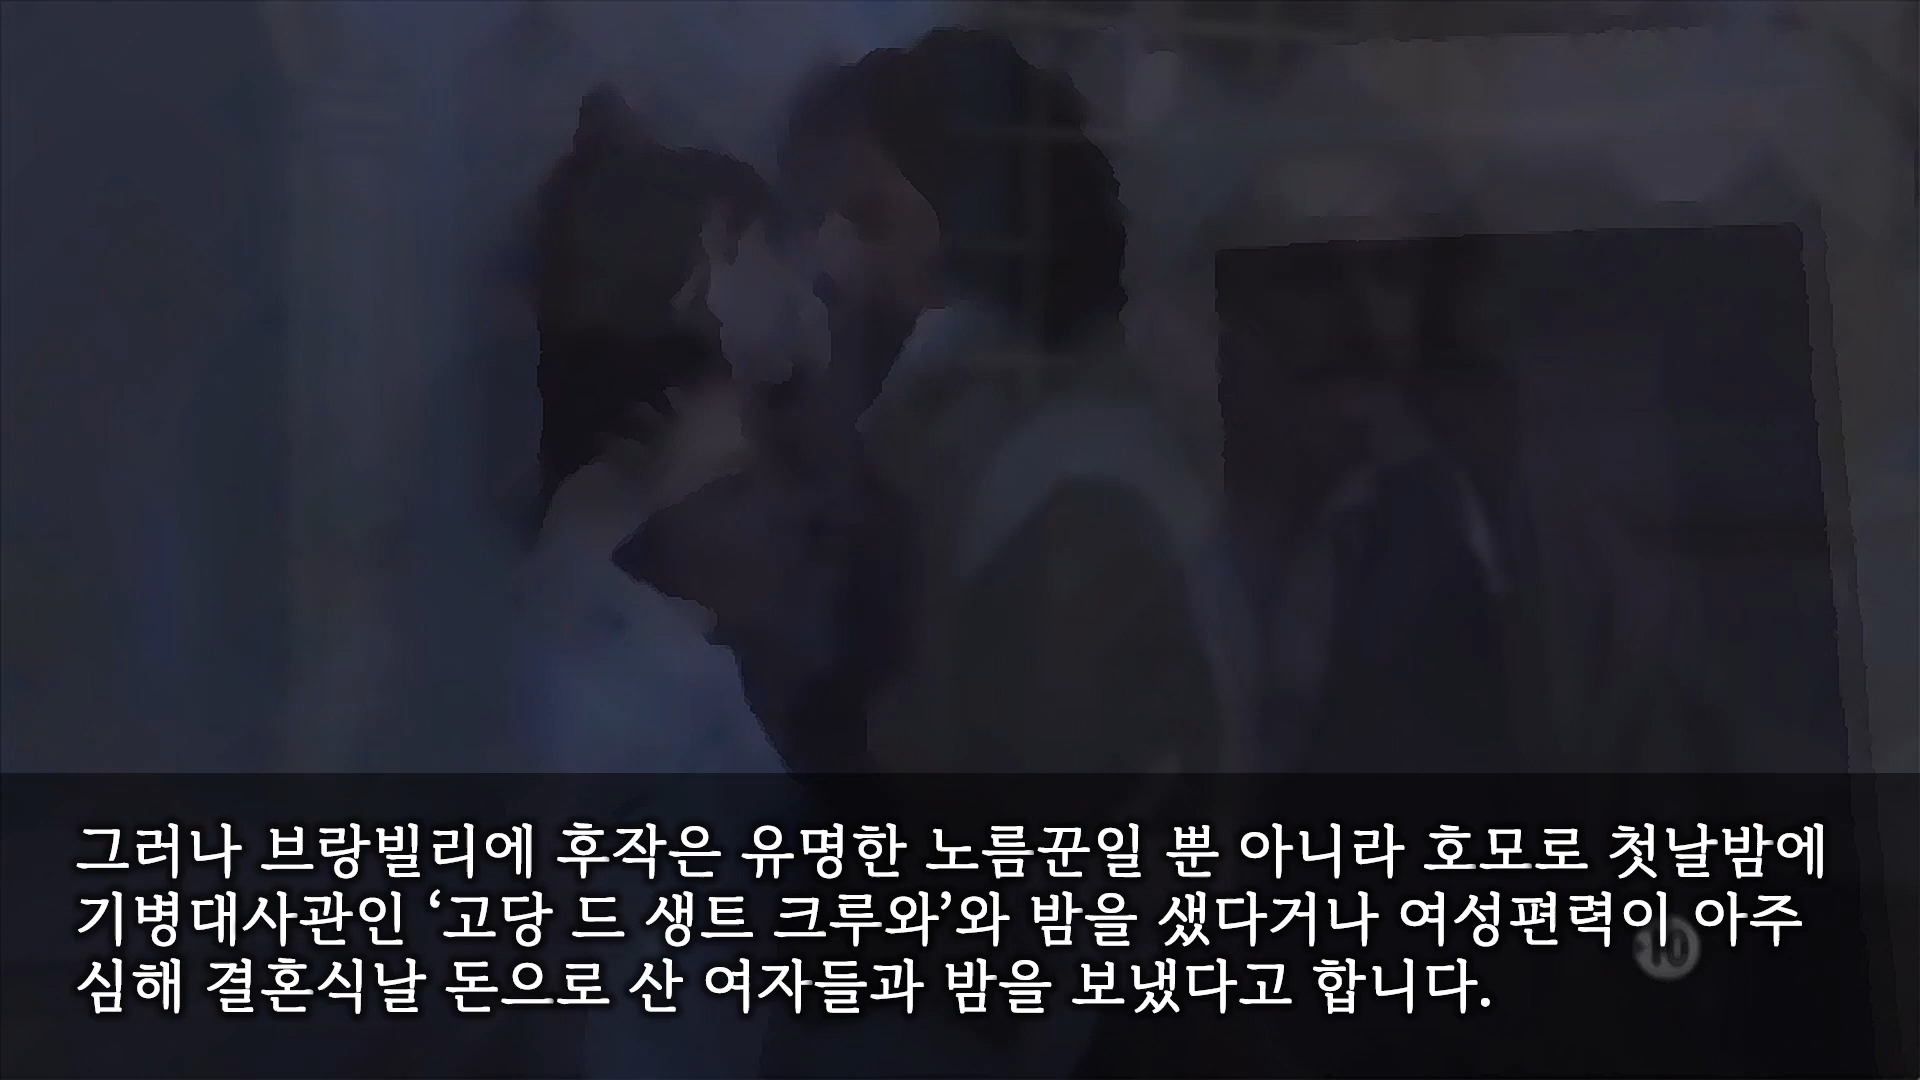 그러나 브랑빌리에 후작은 유명한 노름꾼일 뿐 아니라 호모로 첫날밤에
기병대사관인 ‘고당 드 생트 크루와’와 밤을 샜다거나 여성편력이 아주
심해 결혼식날 돈으로 산 여자들과 밤을 보냈다고 합니다.
-10